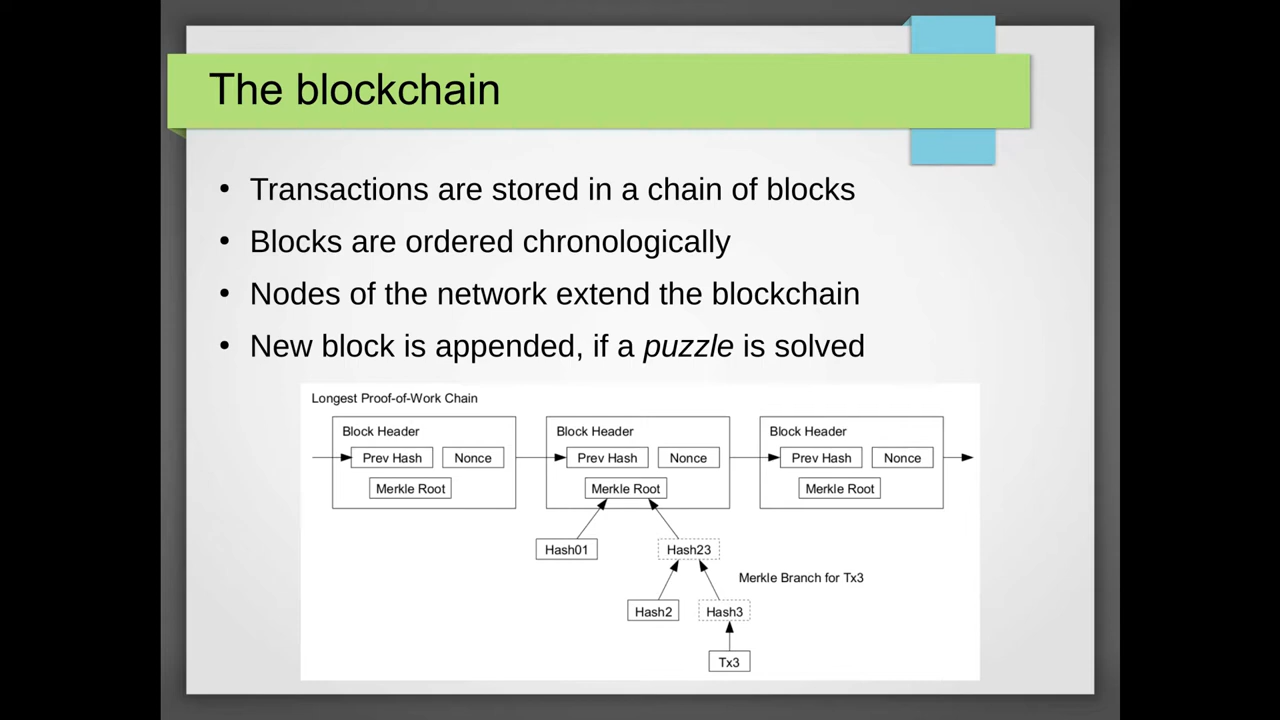 The blockchain
• Transactions are stored in a chain of blocks
• Blocks are ordered chronologically
• Nodes of the network extend the blockchain
• New block is appended, if a puzzle is solved
Longest Proof-of-Work Chain
Block Header Block Header Block Header
Prev Hash Nonce Prev Hash Nonce Prev Hash Nonce
Merkle Root Merkle Root Merkle Root
Hash01 Hash23
Merkle Branch for Tx3
Hash2 Hash3
Tx3